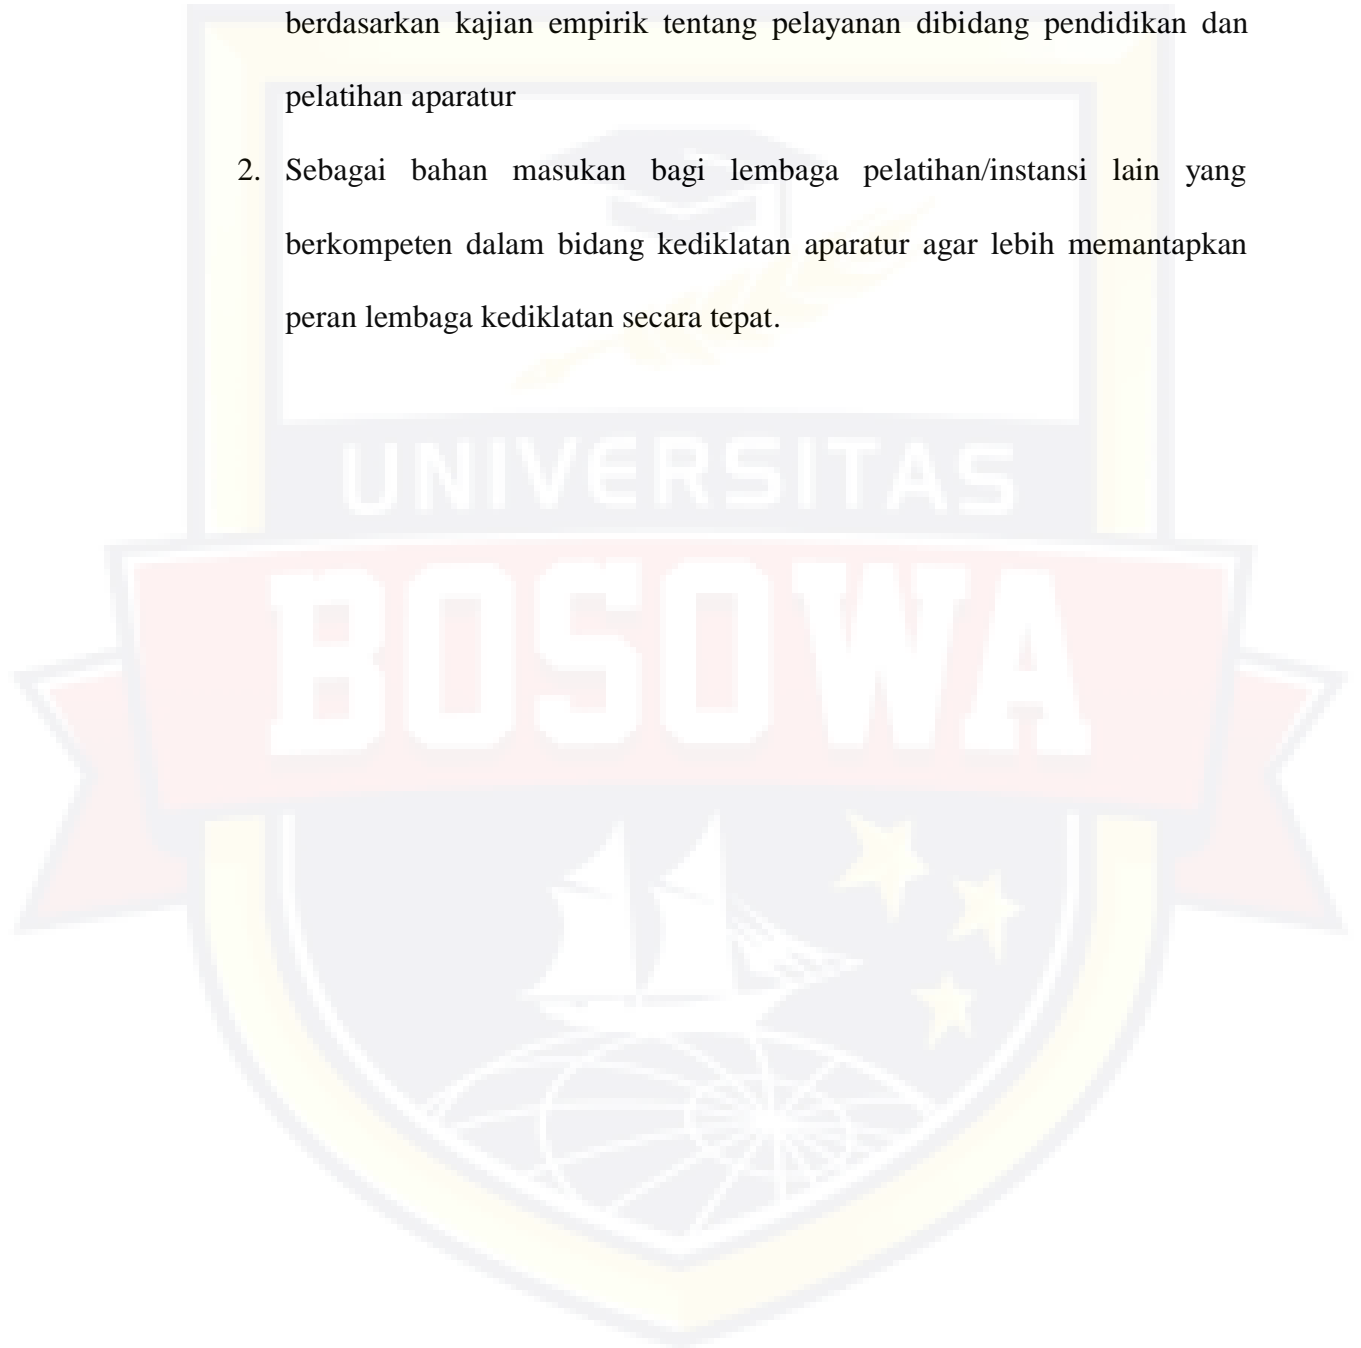 berdasarkan kajian empirik tentang pelayanan dibidang pendidikan dan
pelatihan aparatur
2. Sebagai bahan masukan bagi lembaga pelatihan/instansi lain yang
berkompeten dalam bidang kediklatan aparatur agar lebih memantapkan
peran lembaga kediklatan secara tepat.
UNIVERSITAS
BOSOWA